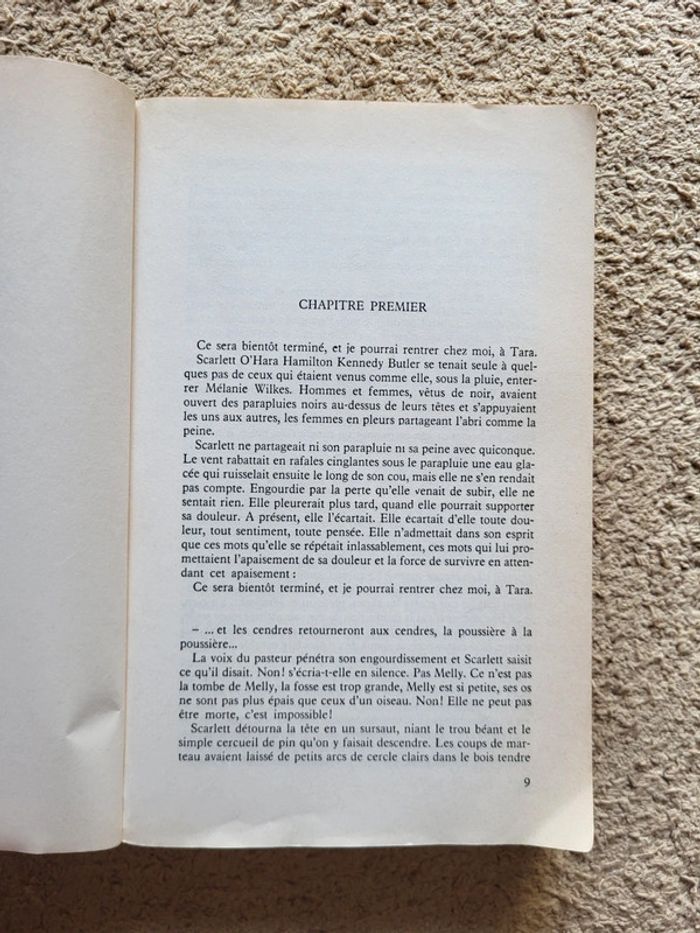 CHAPITRE PREMIER
Ce sera bientôt terminé, et je pourrai rentrer chez moi, à Tara.
Scarlett O'Hara Hamilton Kennedy Butler se tenait seule à quel-
ques pas de ceux qui étaient venus comme elle, sous la pluie, enter-
rer Mélanie Wilkes. Hommes et femmes, vêtus de noir, avaient
ouvert des parapluies noirs au-dessus de leurs têtes et s'appuyaient
les uns aux autres, les femmes en pleurs partageant l'abri comme la
peine.
Scarlett ne partageait ni son parapluie ni sa peine avec quiconque.
Le vent rabattait en rafales cinglantes sous le parapluie une eau gla-
cée qui ruisselait ensuite le long de son cou, mais elle ne s'en rendait
pas compte. Engourdie par la perte qu'elle venait de subir, elle ne
sentait rien. Elle pleurerait plus tard, quand elle pourrait supporter
sa douleur. A présent, elle l'écartait. Elle écartait d'elle toute dou-
leur, tout sentiment, toute pensée. Elle n'admettait dans son esprit
que ces mots qu'elle se répétait inlassablement, ces mots qui lui pro-
mettaient l'apaisement de sa douleur et la force de survivre en atten-
dant cet apaisement :
Ce sera bientôt terminé, et je pourrai rentrer chez moi, à Tara.
– ... et les cendres retourneront aux cendres, la poussière à la
poussière...
La voix du pasteur pénétra son engourdissement et Scarlett saisit
ce qu'il disait. Non! s'écria-t-elle en silence. Pas Melly. Ce n'est pas
la tombe de Melly, la fosse est trop grande, Melly est si petite, ses os
ne sont pas plus épais que ceux d'un oiseau. Non! Elle ne peut pas
être morte, c'est impossible!
Scarlett détourna la tête en un sursaut, niant le trou béant et le
simple cercueil de pin qu'on y faisait descendre. Les coups de mar-
teau avaient laissé de petits arcs de cercle clairs dans le bois tendre
9